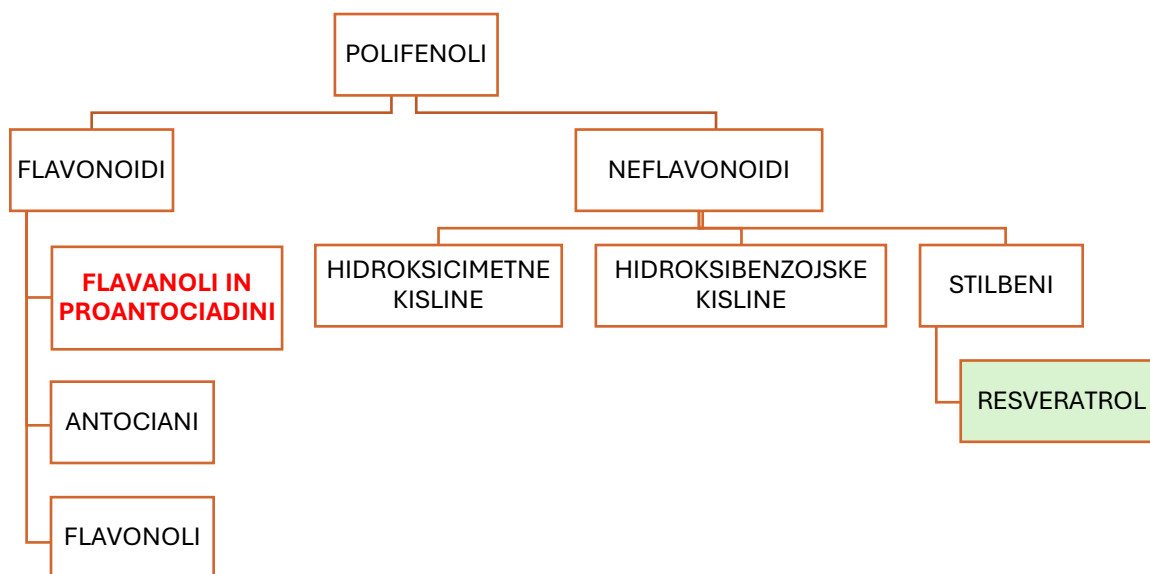 POLIFENOLI
FLAVONOIDI
NEFLAVONOIDI
FLAVANOLI IN
PROANTOCIADINI
ANTOCIANI
FLAVONOLI
HIDROKSICIMETNE
KISLINE
HIDROKSIBENZOJSKE
KISLINE
STILBENI
RESVERATROL